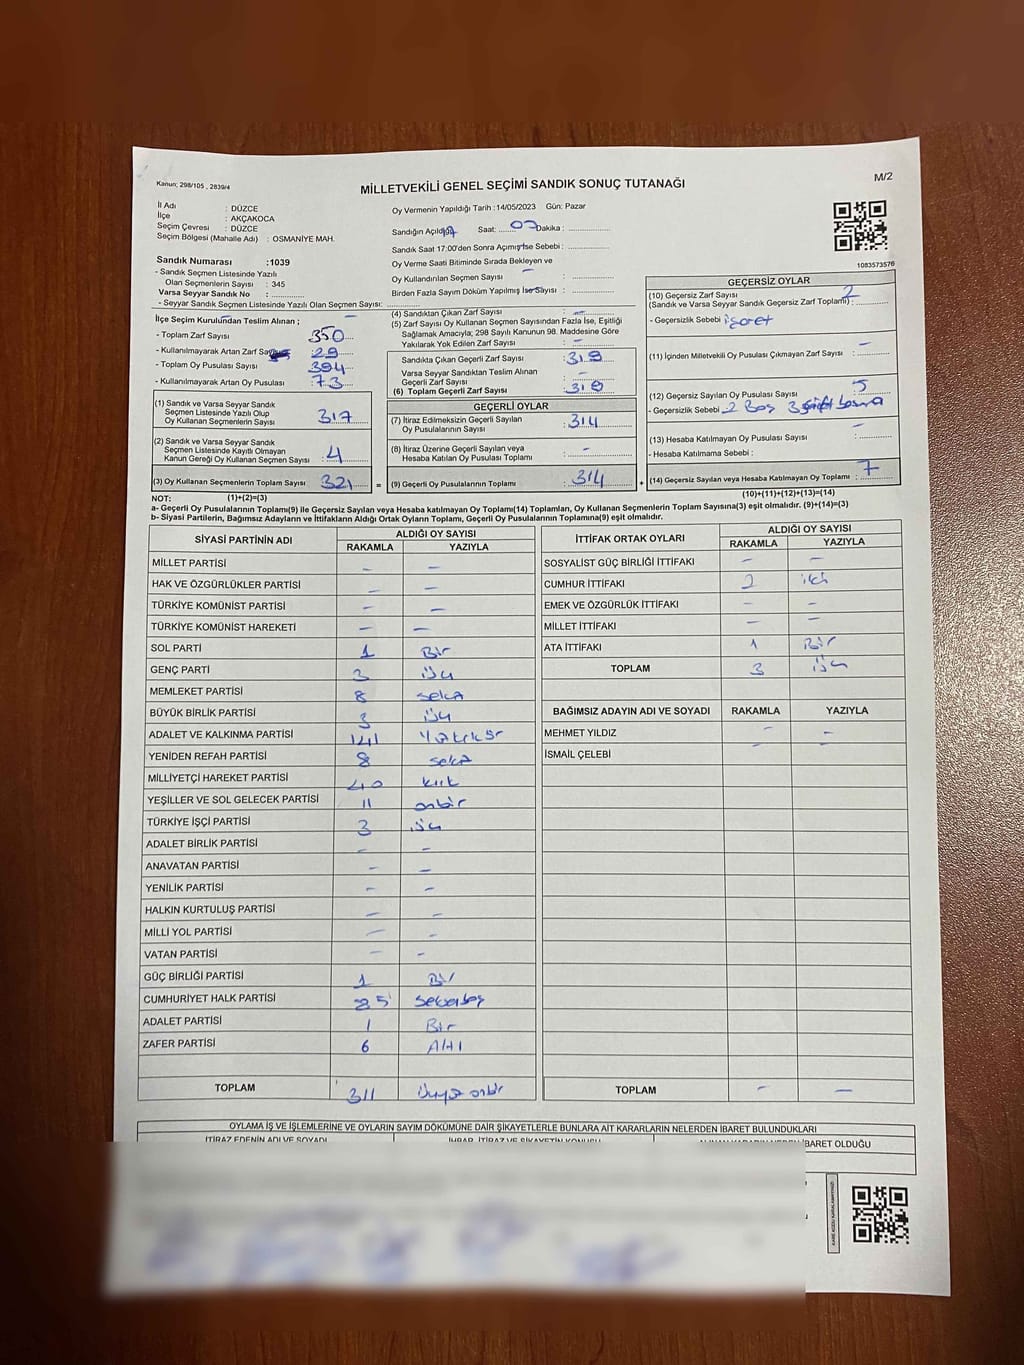 Kanun; 298/105 , 2839/4
MİLLETVEKİLİ GENEL SEÇİMİ SANDIK SONUÇ TUTANAĞI
M/2
İl Adı : DÜZCE
İlçe : AKÇAKOCA
Seçim Çevresi : DÜZCE
Seçim Bölgesi (Mahalle Adı) : OSMANİYE MAH.
Sandık Numarası :1039
- Sandık Seçmen Listesinde Yazılı
Olan Seçmenlerin Sayısı : 345
Varsa Seyyar Sandık No :
- Seyyar Sandık Seçmen Listesinde Yazılı Olan Seçmen Sayısı:
Oy Vermenin Yapıldığı Tarih :14/05/2023 Gün: Pazar
Sandığın Açıldığı Saat: 07 Dakika :
Sandık Saat 17:00'den Sonra Açılmış İse Sebebi :
Oy Verme Saati Bitiminde Sırada Bekleyen ve
Oy Kullandırılan Seçmen Sayısı : –
Birden Fazla Sayım Döküm Yapılmış İse Sayısı : –
1083573576
İlçe Seçim Kurulundan Teslim Alınan ;
- Toplam Zarf Sayısı : 350
- Kullanılmayarak Artan Zarf Sayısı : 29
- Toplam Oy Pusulası Sayısı : 394
- Kullanılmayarak Artan Oy Pusulası : 73
(1) Sandık ve Varsa Seyyar Sandık
Seçmen Listesinde Yazılı Olup
Oy Kullanan Seçmenlerin Sayısı : 317
(2) Sandık ve Varsa Seyyar Sandık
Seçmen Listesinde Kayıtlı Olmayan
Kanun Gereği Oy Kullanan Seçmen Sayısı : 4
(3) Oy Kullanan Seçmenlerin Toplam Sayısı : 321 =
(4) Sandıktan Çıkan Zarf Sayısı : –
(5) Zarf Sayısı Oy Kullanan Seçmen Sayısından Fazla İse, Eşitliği
Sağlamak Amacıyla; 298 Sayılı Kanunun 98. Maddesine Göre
Yakılarak Yok Edilen Zarf Sayısı : –
Sandıkta Çıkan Geçerli Zarf Sayısı : 319
Varsa Seyyar Sandıktan Teslim Alınan
Geçerli Zarf Sayısı : –
(6) Toplam Geçerli Zarf Sayısı : 319
GEÇERLİ OYLAR
(7) İtiraz Edilmeksizin Geçerli Sayılan
Oy Pusulalarının Sayısı : 314
(8) İtiraz Üzerine Geçerli Sayılan veya
Hesaba Katılan Oy Pusulası Toplamı : –
(9) Geçerli Oy Pusulalarının Toplamı : 314 +
GEÇERSİZ OYLAR
(10) Geçersiz Zarf Sayısı
(Sandık ve Varsa Seyyar Sandık Geçersiz Zarf Toplamı) : 2
- Geçersizlik Sebebi işaret
(11) İçinden Milletvekili Oy Pusulası Çıkmayan Zarf Sayısı : –
(12) Geçersiz Sayılan Oy Pusulası Sayısı : 5
- Geçersizlik Sebebi 2 Boş 3 çift basma
(13) Hesaba Katılmayan Oy Pusulası Sayısı : –
- Hesaba Katılmama Sebebi :
(14) Geçersiz Sayılan veya Hesaba Katılmayan Oy Toplamı : 7
NOT: (1)+(2)=(3)
(10)+(11)+(12)+(13)=(14)
a- Geçerli Oy Pusulalarının Toplamı(9) ile Geçersiz Sayılan veya Hesaba katılmayan Oy Toplamı(14) Toplamları, Oy Kullanan Seçmenlerin Toplam Sayısına(3) eşit olmalıdır. (9)+(14)=(3)
b- Siyasi Partilerin, Bağımsız Adayların ve İttifakların Aldığı Ortak Oyların Toplamı, Geçerli Oy Pusulalarının Toplamına(9) eşit olmalıdır.
SİYASİ PARTİNİN ADI ALDIĞI OY SAYISI
RAKAMLA YAZIYLA
MİLLET PARTİSİ – –
HAK VE ÖZGÜRLÜKLER PARTİSİ – –
TÜRKİYE KOMÜNİST PARTİSİ – –
TÜRKİYE KOMÜNİST HAREKETİ – –
SOL PARTİ 1 Bir
GENÇ PARTİ 3 üç
MEMLEKET PARTİSİ 8 sekiz
BÜYÜK BİRLİK PARTİSİ 3 üç
ADALET VE KALKINMA PARTİSİ 141 Yüzkırkbir
YENİDEN REFAH PARTİSİ 8 sekiz
MİLLİYETÇİ HAREKET PARTİSİ 40 kırk
YEŞİLLER VE SOL GELECEK PARTİSİ 11 onbir
TÜRKİYE İŞÇİ PARTİSİ 3 üç
ADALET BİRLİK PARTİSİ – –
ANAVATAN PARTİSİ – –
YENİLİK PARTİSİ – –
HALKIN KURTULUŞ PARTİSİ – –
MİLLİ YOL PARTİSİ – –
VATAN PARTİSİ – –
GÜÇ BİRLİĞİ PARTİSİ 1 Bir
CUMHURİYET HALK PARTİSİ 85 seksenbeş
ADALET PARTİSİ 1 Bir
ZAFER PARTİSİ 6 Altı
TOPLAM 311 üçyüz onbir
İTTİFAK ORTAK OYLARI ALDIĞI OY SAYISI
RAKAMLA YAZIYLA
SOSYALİST GÜÇ BİRLİĞİ İTTİFAKI – –
CUMHUR İTTİFAKI 2 iki
EMEK VE ÖZGÜRLÜK İTTİFAKI – –
MİLLET İTTİFAKI – –
ATA İTTİFAKI 1 Bir
TOPLAM 3 üç
BAĞIMSIZ ADAYIN ADI VE SOYADI RAKAMLA YAZIYLA
MEHMET YILDIZ – –
İSMAİL ÇELEBİ – –
TOPLAM – –
OYLAMA İŞ VE İŞLEMLERİNE VE OYLARIN SAYIM DÖKÜMÜNE DAİR ŞİKAYETLERLE BUNLARA AİT KARARLARIN NELERDEN İBARET BULUNDUKLARI
İTİRAZ EDENİN ADI VE SOYADI İHBAR, İTİRAZ VE ŞİKAYETİN KONUSU İBARET OLDUĞU